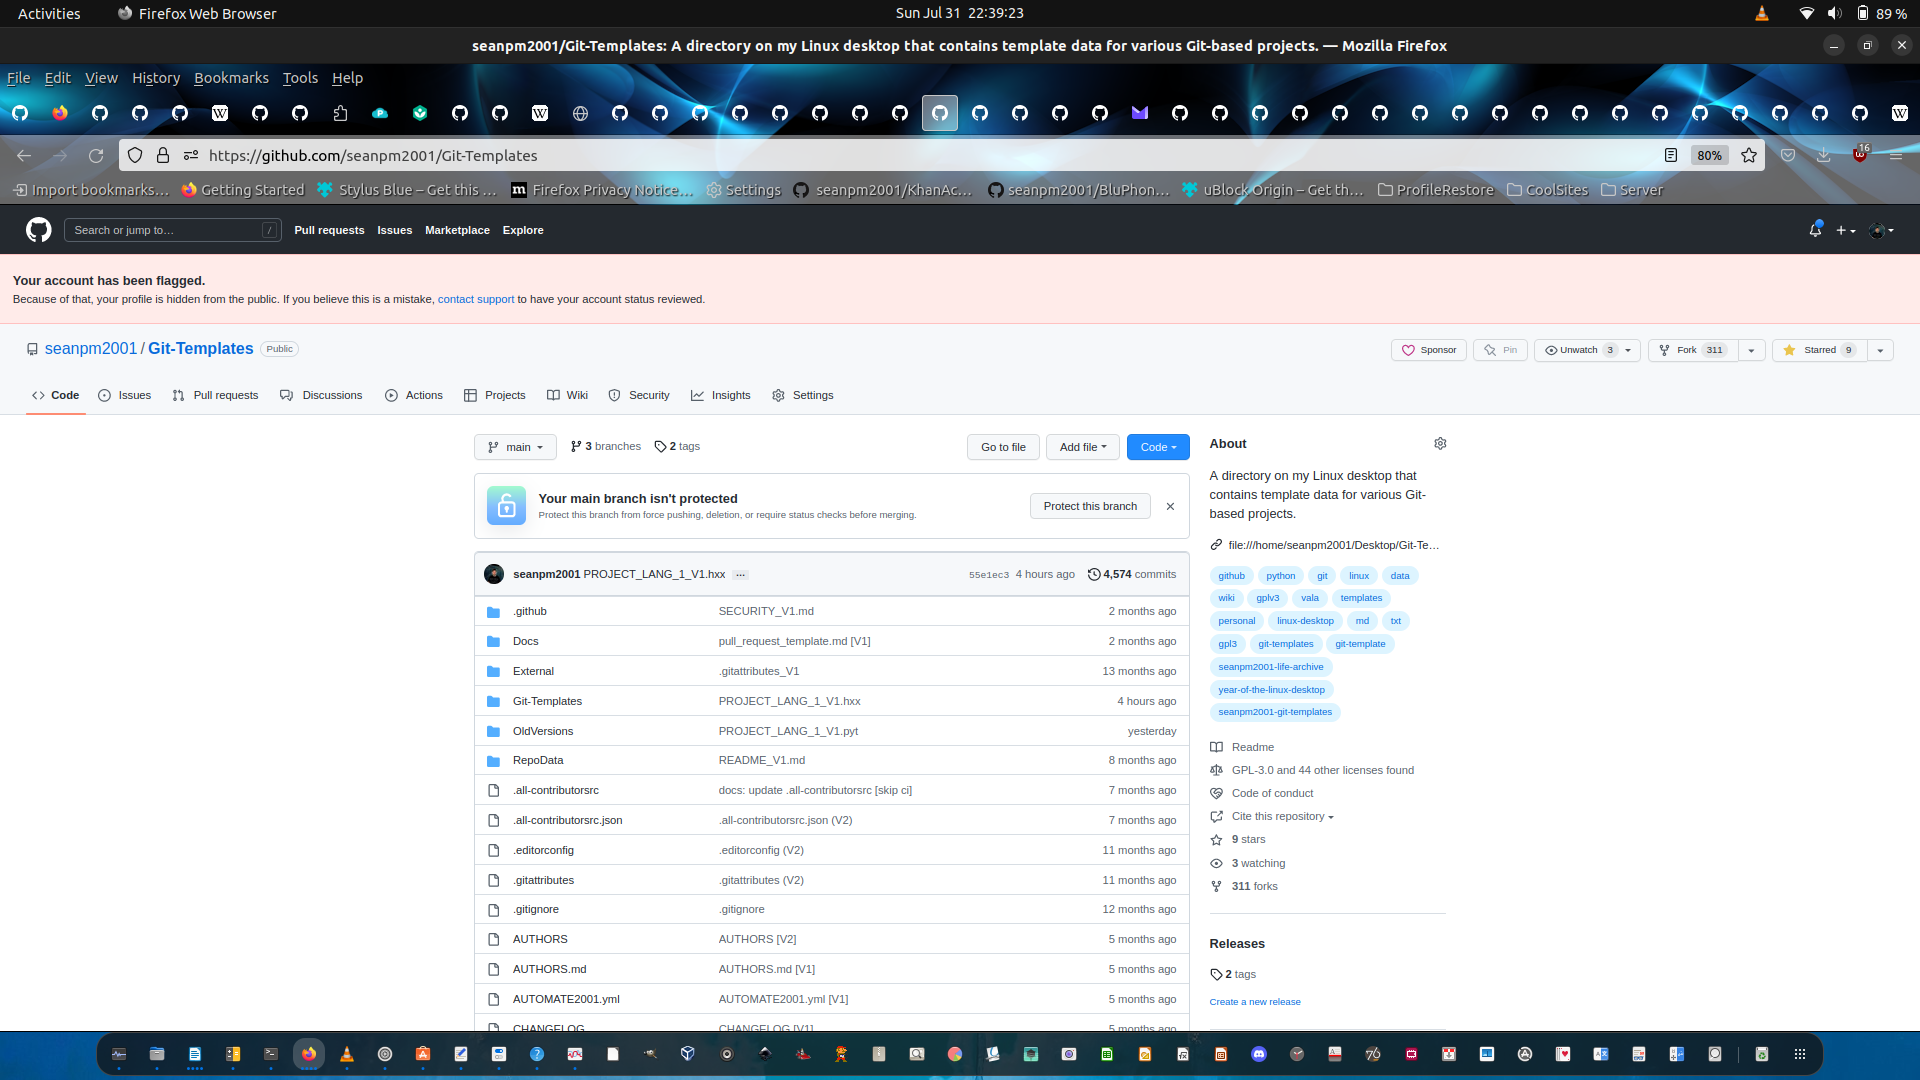 Activities Firefox Web Browser Sun Jul 31 22:39:23 89 %
seanpm2001/Git-Templates: A directory on my Linux desktop that contains template data for various Git-based projects. — Mozilla Firefox
File Edit View History Bookmarks Tools Help
https://github.com/seanpm2001/Git-Templates 80% 16
Import bookmarks… Getting Started Stylus Blue – Get this … Firefox Privacy Notice… Settings seanpm2001/KhanAc… seanpm2001/BluPhon… uBlock Origin – Get th… ProfileRestore CoolSites Server
Search or jump to… / Pull requests Issues Marketplace Explore
Your account has been flagged.
Because of that, your profile is hidden from the public. If you believe this is a mistake, contact support to have your account status reviewed.
seanpm2001 / Git-Templates Public Sponsor Pin Unwatch 3 Fork 311 Starred 9
Code Issues Pull requests Discussions Actions Projects Wiki Security Insights Settings
main 3 branches 2 tags Go to file Add file Code
Your main branch isn't protected
Protect this branch from force pushing, deletion, or require status checks before merging.
Protect this branch
seanpm2001 PROJECT_LANG_1_V1.hxx … 55e1ec3 4 hours ago 4,574 commits
.github SECURITY_V1.md 2 months ago
Docs pull_request_template.md [V1] 2 months ago
External .gitattributes_V1 13 months ago
Git-Templates PROJECT_LANG_1_V1.hxx 4 hours ago
OldVersions PROJECT_LANG_1_V1.pyt yesterday
RepoData README_V1.md 8 months ago
.all-contributorsrc docs: update .all-contributorsrc [skip ci] 7 months ago
.all-contributorsrc.json .all-contributorsrc.json (V2) 7 months ago
.editorconfig .editorconfig (V2) 11 months ago
.gitattributes .gitattributes (V2) 11 months ago
.gitignore .gitignore 12 months ago
AUTHORS AUTHORS [V2] 5 months ago
AUTHORS.md AUTHORS.md [V1] 5 months ago
AUTOMATE2001.yml AUTOMATE2001.yml [V1] 5 months ago
CHANGELOG CHANGELOG [V1] 5 months ago
About
A directory on my Linux desktop that
contains template data for various Git-
based projects.
file:///home/seanpm2001/Desktop/Git-Te…
github python git linux data
wiki gplv3 vala templates
personal linux-desktop md txt
gpl3 git-templates git-template
seanpm2001-life-archive
year-of-the-linux-desktop
seanpm2001-git-templates
Readme
GPL-3.0 and 44 other licenses found
Code of conduct
Cite this repository
9 stars
3 watching
311 forks
Releases
2 tags
Create a new release